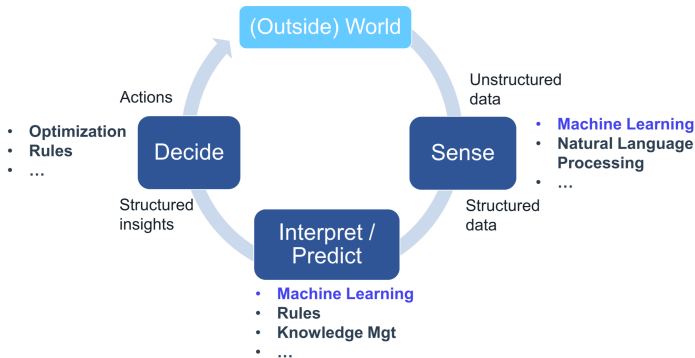 (Outside) World
Actions
Unstructured
data
• Optimization
• Rules
• …
Decide
Sense
• Machine Learning
• Natural Language
Processing
• …
Structured
insights
Structured
data
Interpret /
Predict
• Machine Learning
• Rules
• Knowledge Mgt
• …